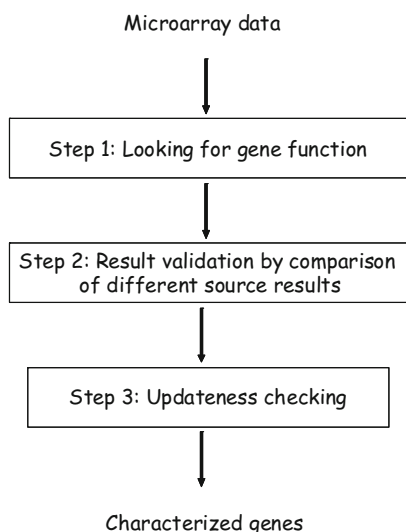 Microarray data
Step 1: Looking for gene function
Step 2: Result validation by comparison
of different source results
Step 3: Updateness checking
Characterized genes